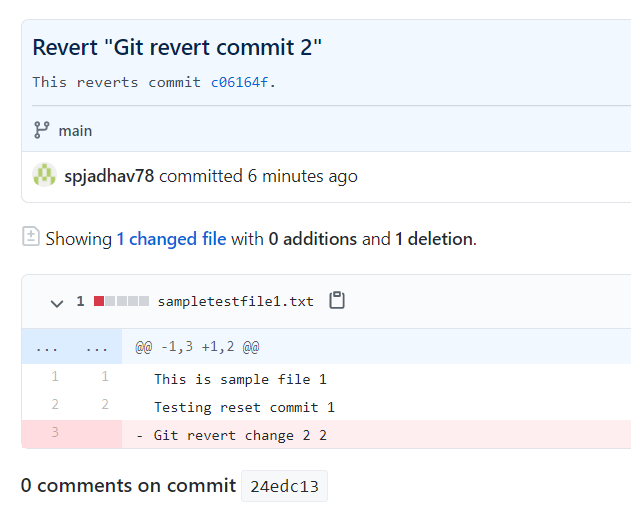 Revert "Git revert commit 2"
This reverts commit c06164f.
main
spjadhav78 committed 6 minutes ago
Showing 1 changed file with 0 additions and 1 deletion.
1 sampletestfile1.txt
... ... @@ -1,3 +1,2 @@
1 1 This is sample file 1
2 2 Testing reset commit 1
3 - Git revert change 2 2
0 comments on commit 24edc13